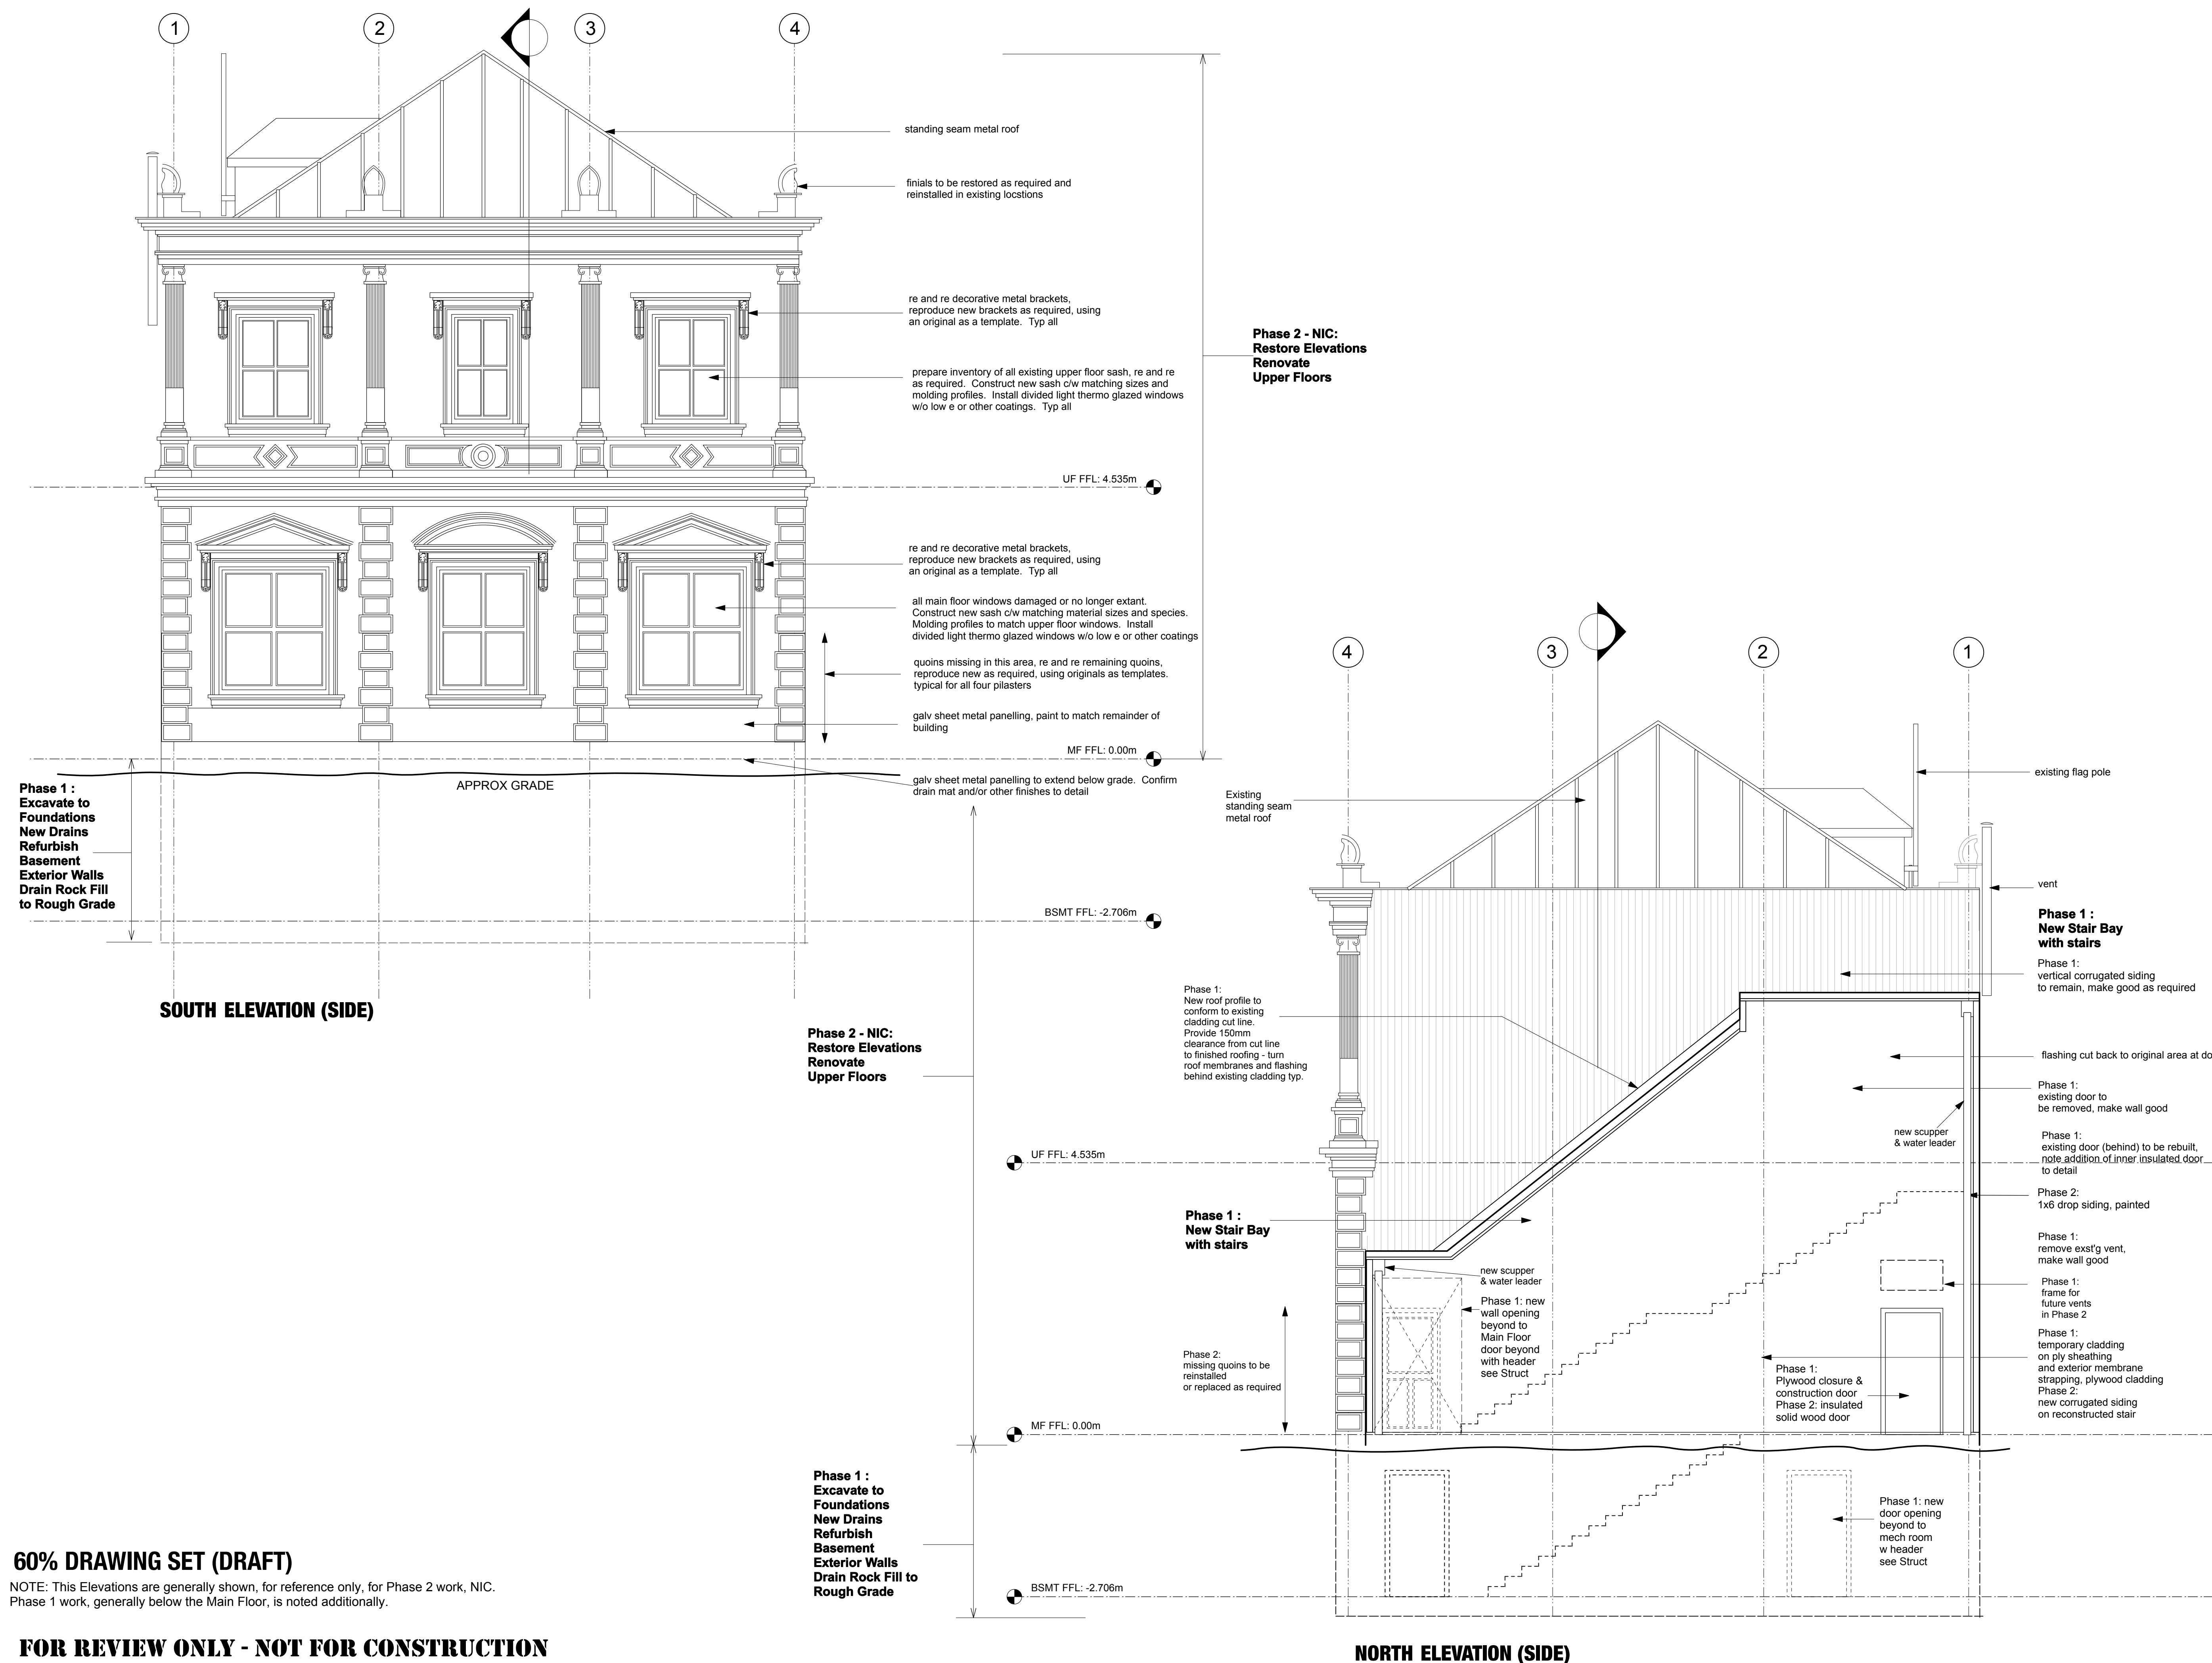 1
2
3
4
standing seam metal roof
finials to be restored as required and
reinstalled in existing locstions
re and re decorative metal brackets,
reproduce new brackets as required, using
an original as a template.  Typ all
prepare inventory of all existing upper floor sash, re and re
as required.  Construct new sash c/w matching sizes and
molding profiles.  Install divided light thermo glazed windows
w/o low e or other coatings.  Typ all
Phase 2 - NIC:
Restore Elevations
Renovate
Upper Floors
UF FFL: 4.535m
re and re decorative metal brackets,
reproduce new brackets as required, using
an original as a template.  Typ all
all main floor windows damaged or no longer extant.
Construct new sash c/w matching material sizes and species.
Molding profiles to match upper floor windows.  Install
divided light thermo glazed windows w/o low e or other coatings
quoins missing in this area, re and re remaining quoins,
reproduce new as required, using originals as templates.
typical for all four pilasters
galv sheet metal panelling, paint to match remainder of
building
MF FFL: 0.00m
APPROX GRADE
galv sheet metal panelling to extend below grade.  Confirm
drain mat and/or other finishes to detail
Phase 1 :
Excavate to
Foundations
New Drains
Refurbish
Basement
Exterior Walls
Drain Rock Fill
to Rough Grade
BSMT FFL: -2.706m
SOUTH ELEVATION (SIDE)
4
3
2
1
Existing
standing seam
metal roof
existing flag pole
vent
Phase 1 :
New Stair Bay
with stairs
Phase 1:
vertical corrugated siding
to remain, make good as required
Phase 1:
New roof profile to
conform to existing
cladding cut line.
Provide 150mm
clearance from cut line
to finished roofing - turn
roof membranes and flashing
behind existing cladding typ.
Phase 2 - NIC:
Restore Elevations
Renovate
Upper Floors
flashing cut back to original area at do
Phase 1:
existing door to
be removed, make wall good
new scupper
& water leader
Phase 1:
existing door (behind) to be rebuilt,
note addition of inner insulated door
to detail
UF FFL: 4.535m
Phase 2:
1x6 drop siding, painted
Phase 1 :
New Stair Bay
with stairs
Phase 1:
remove exst'g vent,
make wall good
new scupper
& water leader
Phase 1:
frame for
future vents
in Phase 2
Phase 1: new
wall opening
beyond to
Main Floor
door beyond
with header
see Struct
Phase 2:
missing quoins to be
reinstalled
or replaced as required
Phase 1:
Plywood closure &
construction door
Phase 2: insulated
solid wood door
Phase 1:
temporary cladding
on ply sheathing
and exterior membrane
strapping, plywood cladding
Phase 2:
new corrugated siding
on reconstructed stair
MF FFL: 0.00m
Phase 1 :
Excavate to
Foundations
New Drains
Refurbish
Basement
Exterior Walls
Drain Rock Fill to
Rough Grade
Phase 1: new
door opening
beyond to
mech room
w header
see Struct
BSMT FFL: -2.706m
NORTH ELEVATION (SIDE)
60% DRAWING SET (DRAFT)
NOTE: This Elevations are generally shown, for reference only, for Phase 2 work, NIC.
Phase 1 work, generally below the Main Floor, is noted additionally.
FOR REVIEW ONLY - NOT FOR CONSTRUCTION